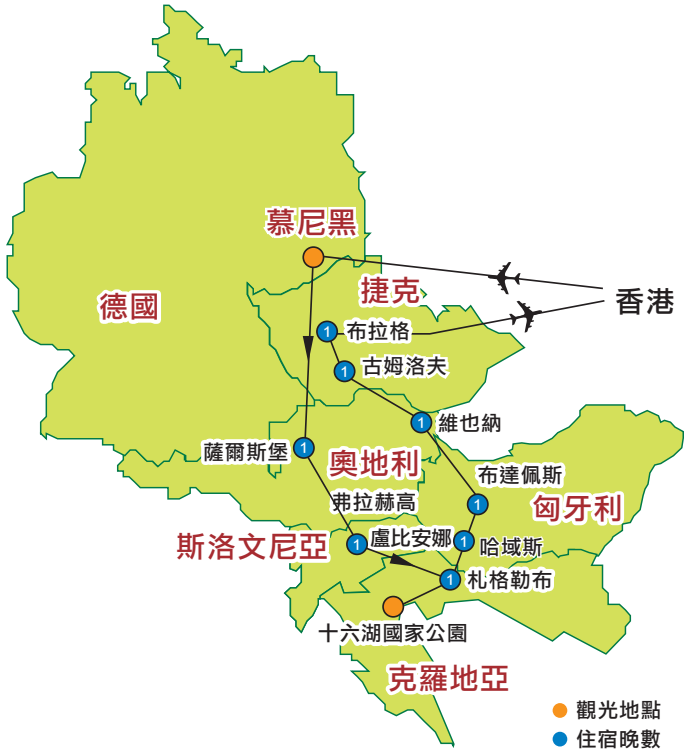 慕尼黑
德國
捷克
香港
1 布拉格
1 古姆洛夫
1 維也納
薩爾斯堡 1
奧地利
布達佩斯
1
弗拉赫高
匈牙利
斯洛文尼亞
1 盧比安娜
1 哈域斯
1 札格勒布
十六湖國家公園
克羅地亞
觀光地點
住宿晚數